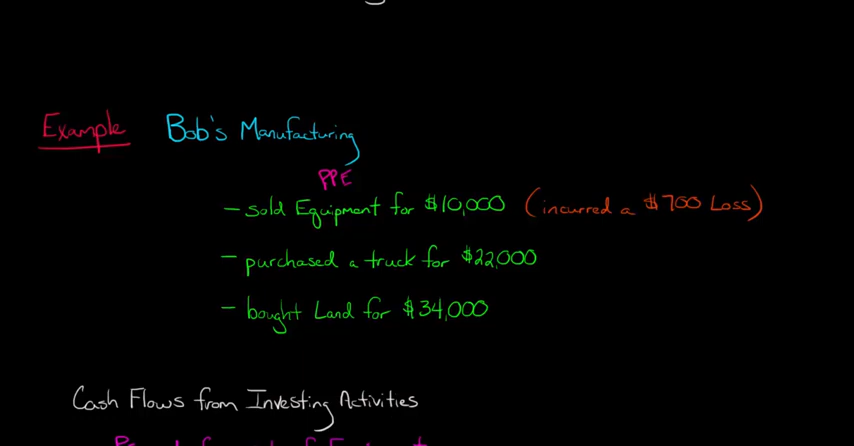 Example Bob's Manufacturing
PPE
- sold Equipment for $10,000 (incurred a $700 Loss)
- purchased a truck for $22,000
- bought Land for $34,000
Cash Flows from Investing Activities